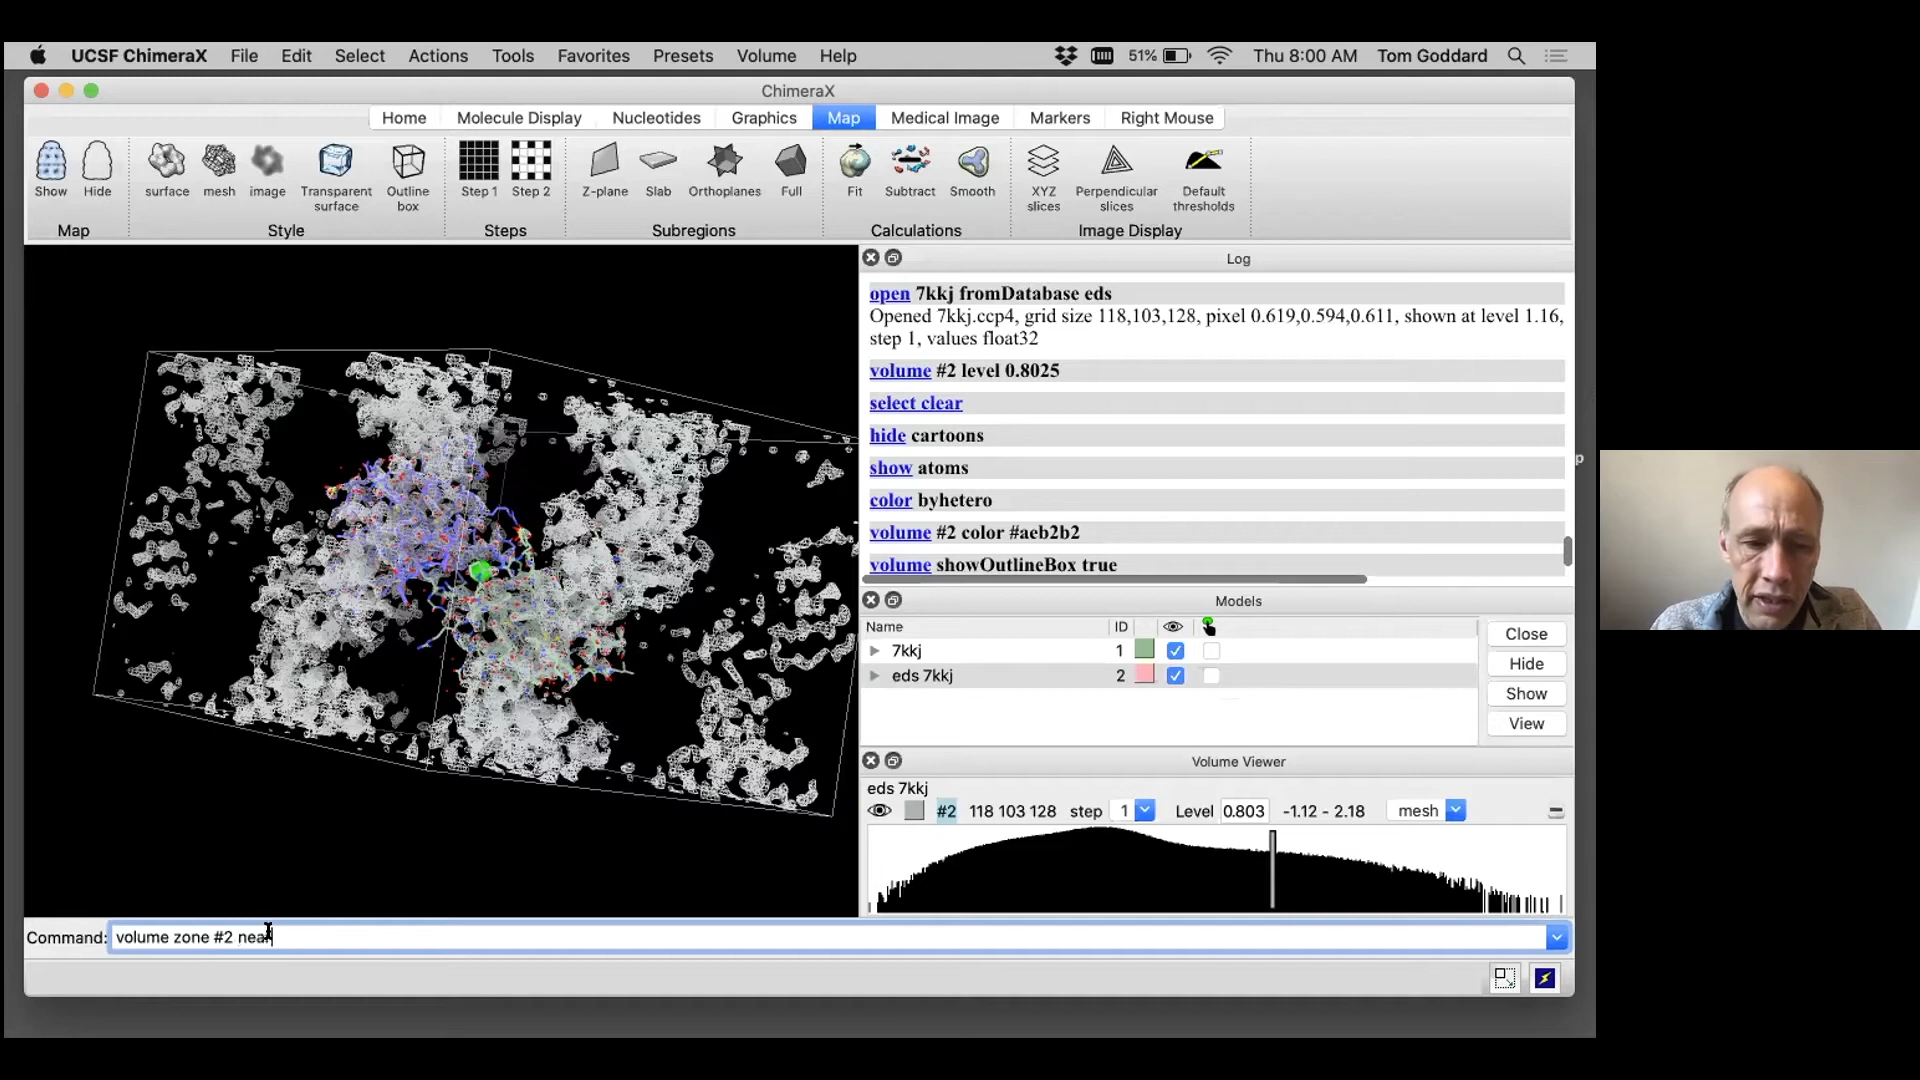 UCSF ChimeraX File Edit Select Actions Tools Favorites Presets Volume Help 51% Thu 8:00 AM Tom Goddard
ChimeraX
Home Molecule Display Nucleotides Graphics Map Medical Image Markers Right Mouse
Show Hide surface mesh image Transparent surface Outline box Step 1 Step 2 Z-plane Slab Orthoplanes Full Fit Subtract Smooth XYZ slices Perpendicular slices Default thresholds
Map Style Steps Subregions Calculations Image Display
Log
open 7kkj fromDatabase eds
Opened 7kkj.ccp4, grid size 118,103,128, pixel 0.619,0.594,0.611, shown at level 1.16,
step 1, values float32
volume #2 level 0.8025
select clear
hide cartoons
show atoms
color byhetero
volume #2 color #aeb2b2
volume showOutlineBox true
Models
Name ID
7kkj 1
eds 7kkj 2
Close
Hide
Show
View
Volume Viewer
eds 7kkj
#2 118 103 128 step 1 Level 0.803 -1.12 - 2.18 mesh
Command: volume zone #2 near